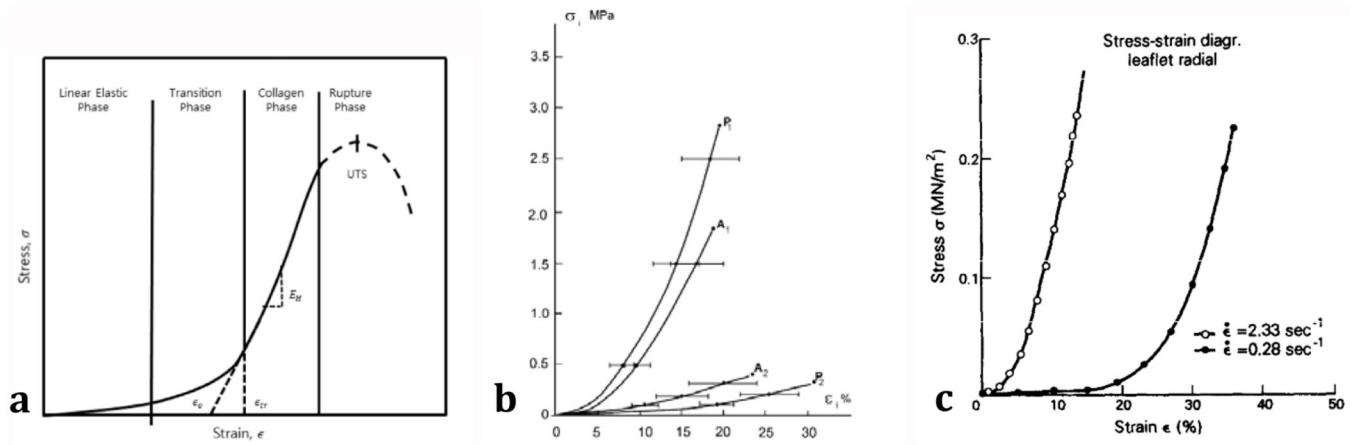 Linear Elastic Phase
Transition Phase
Collagen Phase
Rupture Phase
UTS
E_H
ε_o
ε_tr
Stress, σ
Strain, ϵ
a
σ_i MPa
3.5
3.0
2.5
2.0
1.5
1.0
0.5
0
P_1
A_1
A_2
P_2
ε_i %
0 5 10 15 20 25 30
b
Stress-strain diagr.
leaflet radial
0.3
0.2
0.1
Stress σ (MN/m²)
ε̇ =2.33 sec⁻¹
ε̇ =0.28 sec⁻¹
0 10 20 30 40 50
Strain ϵ (%)
c